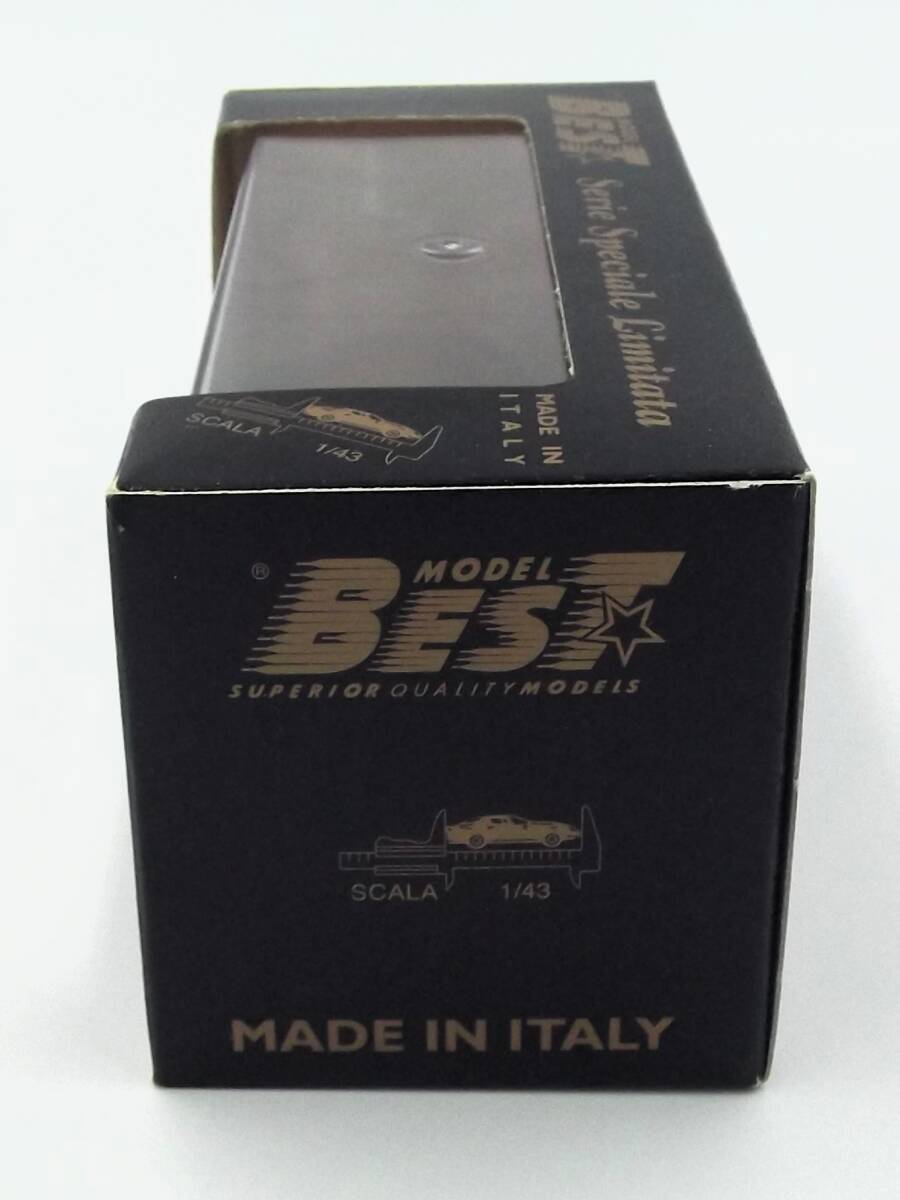 MODEL
BEST
Serie Speciale Limitata
SCALA 1/43
MADE IN
ITALY
®
MODEL
BEST
SUPERIOR QUALITY MODELS
SCALA 1/43
MADE IN ITALY